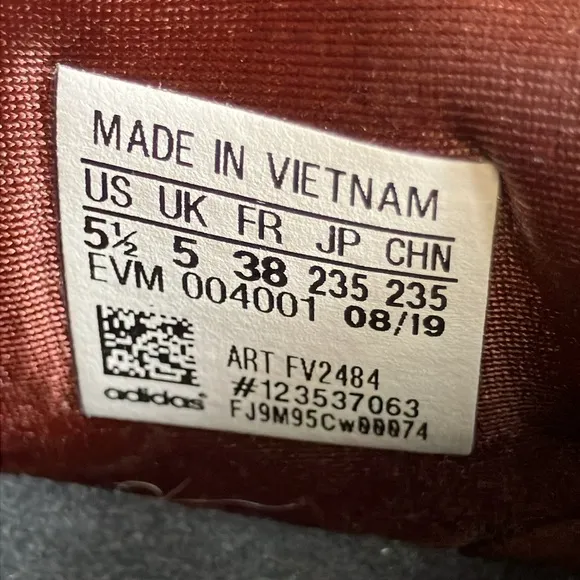 MADE IN VIETNAM
US UK FR JP CHN
5½ 5 38 235 235
EVM 004001 08/19
ART FV2484
#123537063
adidas
FJ9M95Cw00074